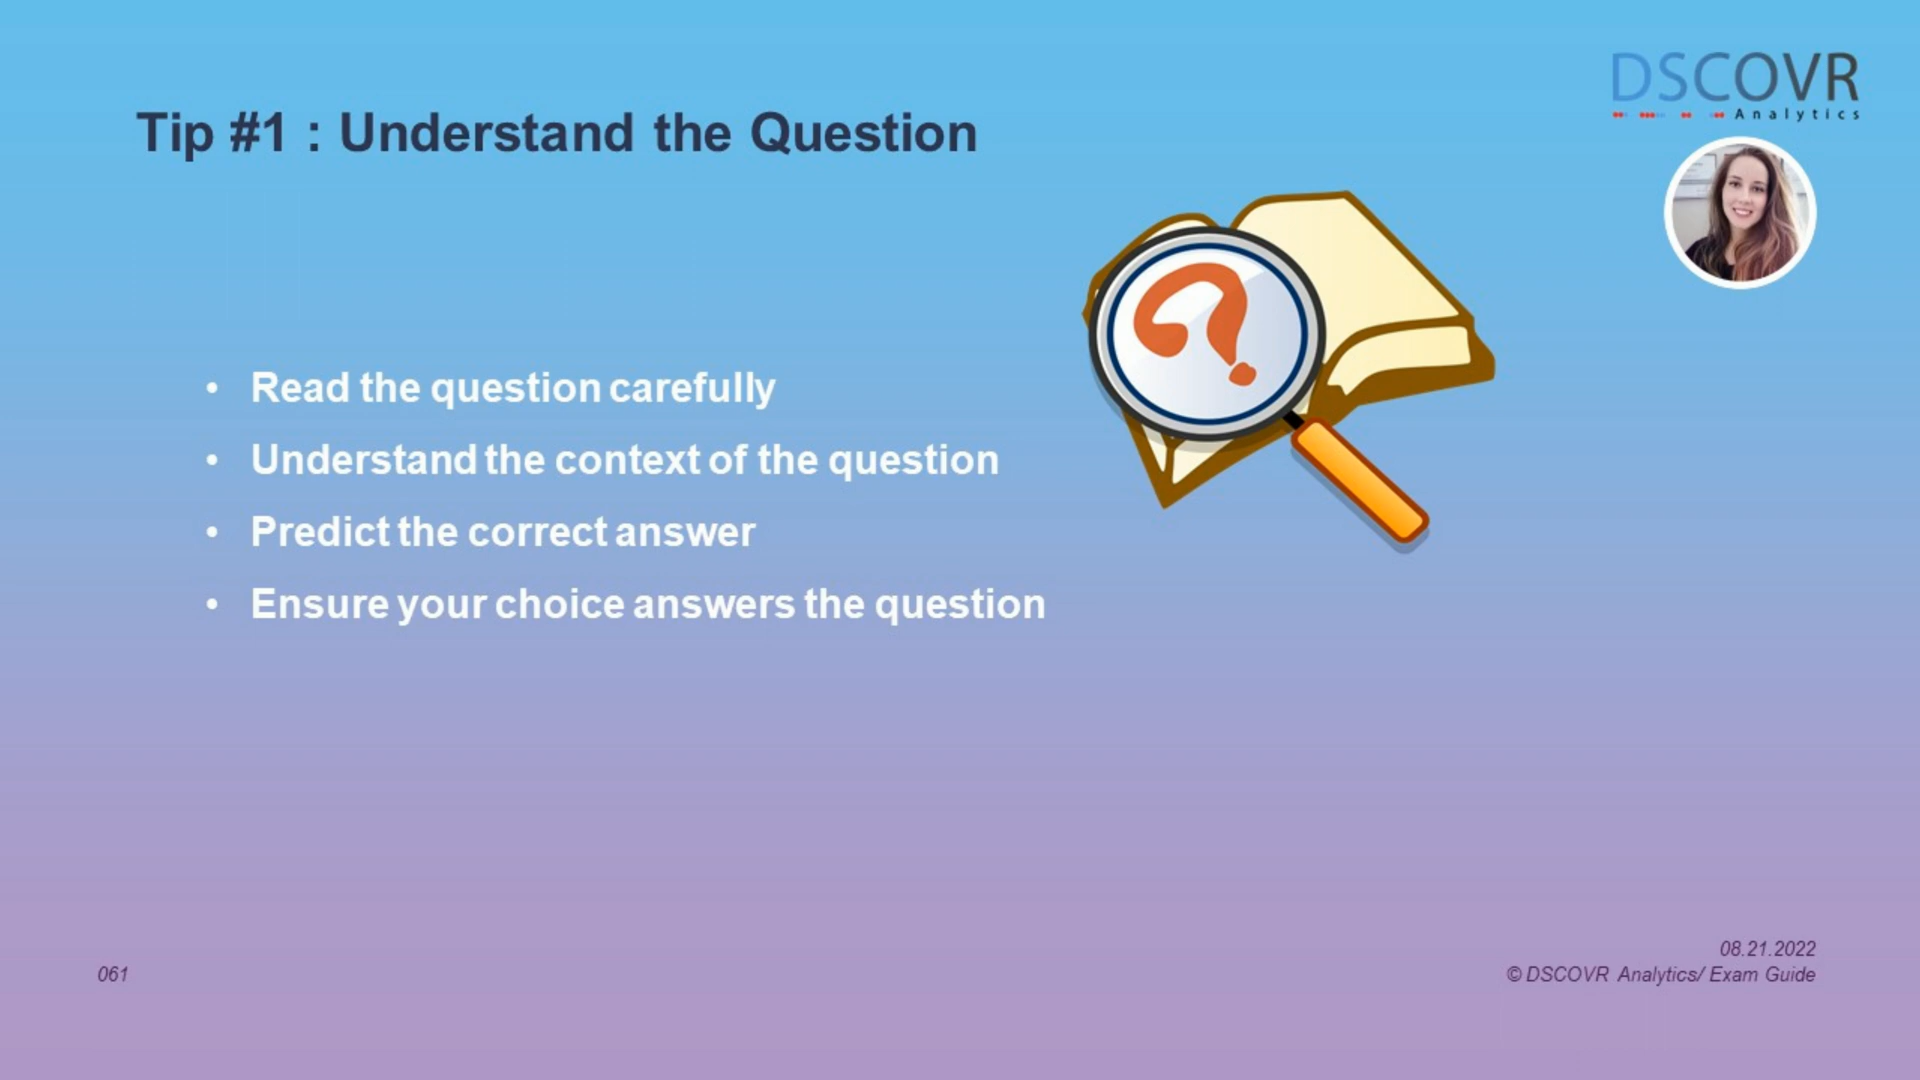 DSCOVR
Analytics
Tip #1 : Understand the Question
?
• Read the question carefully
• Understand the context of the question
• Predict the correct answer
• Ensure your choice answers the question
08.21.2022
061
© DSCOVR Analytics/ Exam Guide